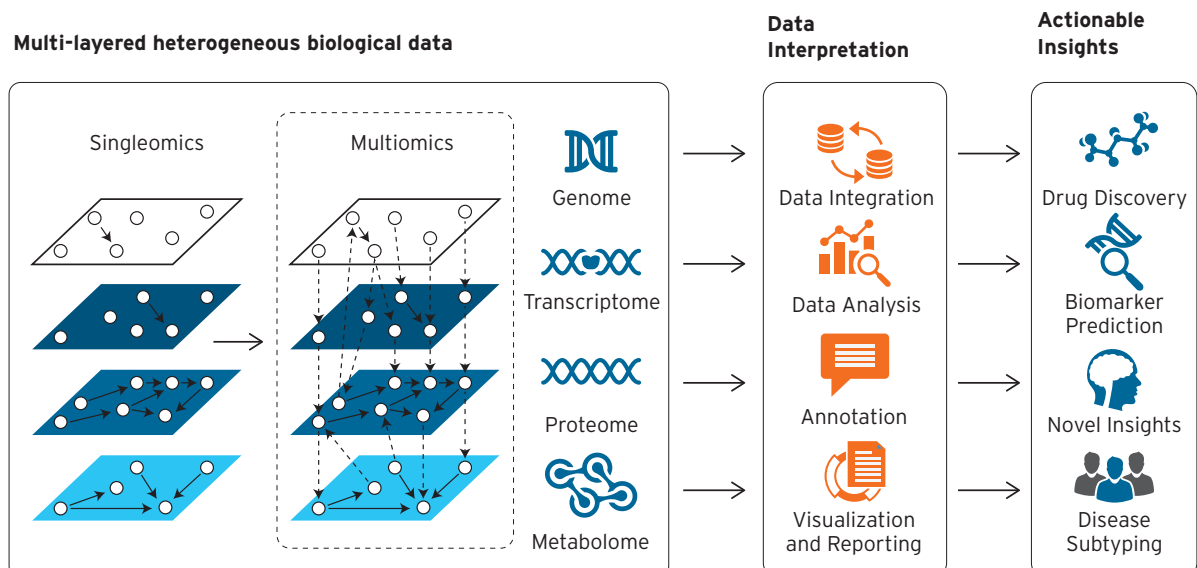 Multi-layered heterogeneous biological data
Singleomics
Multiomics
Genome
Transcriptome
Proteome
Metabolome
Data
Interpretation
Data Integration
Data Analysis
Annotation
Visualization
and Reporting
Actionable
Insights
Drug Discovery
Biomarker
Prediction
Novel Insights
Disease
Subtyping